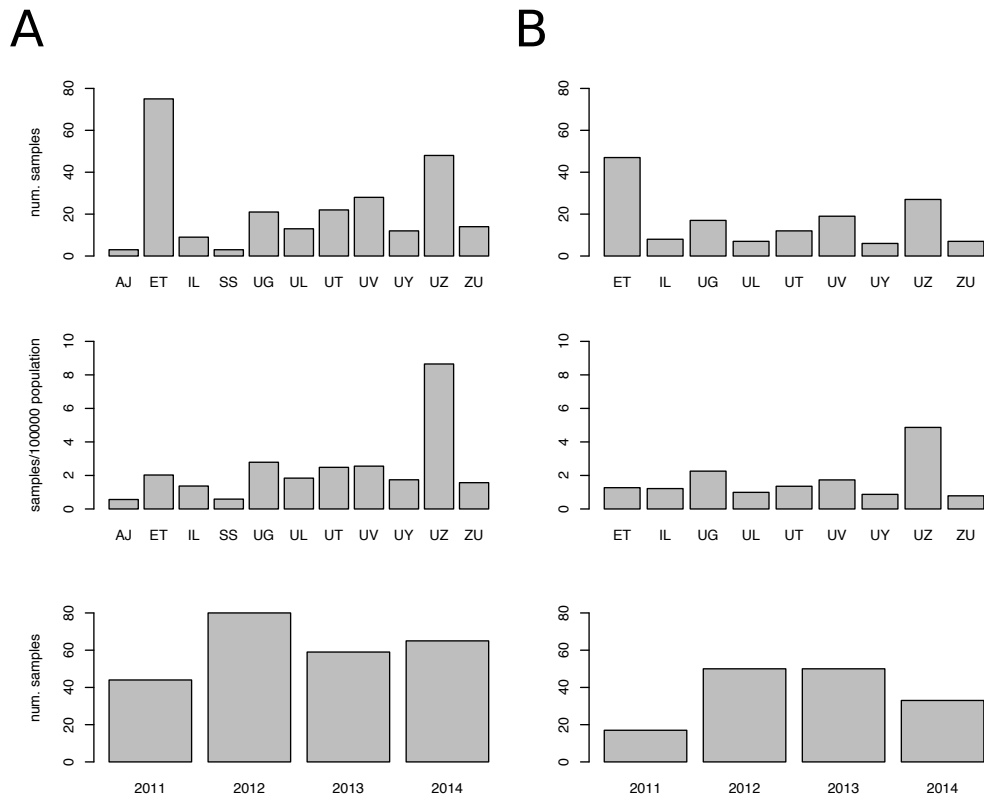 A
B
num. samples
0 20 40 60 80
AJ ET IL SS UG UL UT UV UY UZ ZU
0 20 40 60 80
ET IL UG UL UT UV UY UZ ZU
samples/100000 population
0 2 4 6 8 10
AJ ET IL SS UG UL UT UV UY UZ ZU
0 2 4 6 8 10
ET IL UG UL UT UV UY UZ ZU
num. samples
0 20 40 60 80
2011 2012 2013 2014
0 20 40 60 80
2011 2012 2013 2014